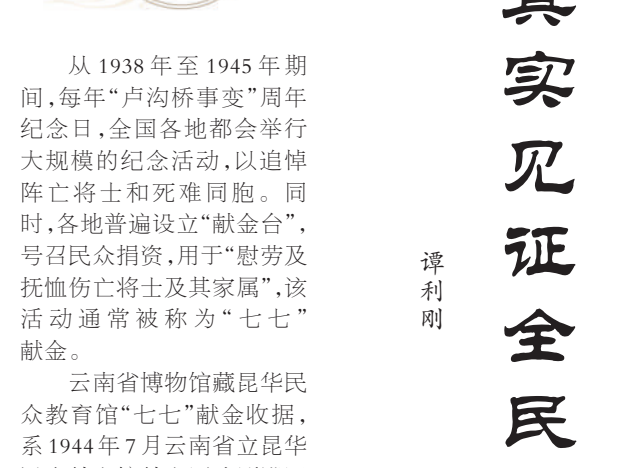 真实见证全民
谭利刚
从1938年至1945年期
间,每年“卢沟桥事变”周年
纪念日,全国各地都会举行
大规模的纪念活动,以追悼
阵亡将士和死难同胞。同
时,各地普遍设立“献金台”,
号召民众捐资,用于“慰劳及
抚恤伤亡将士及其家属”,该
活动通常被称为“七七”
献金。
云南省博物馆藏昆华民
众教育馆“七七”献金收据,
系1944年7月云南省立昆华